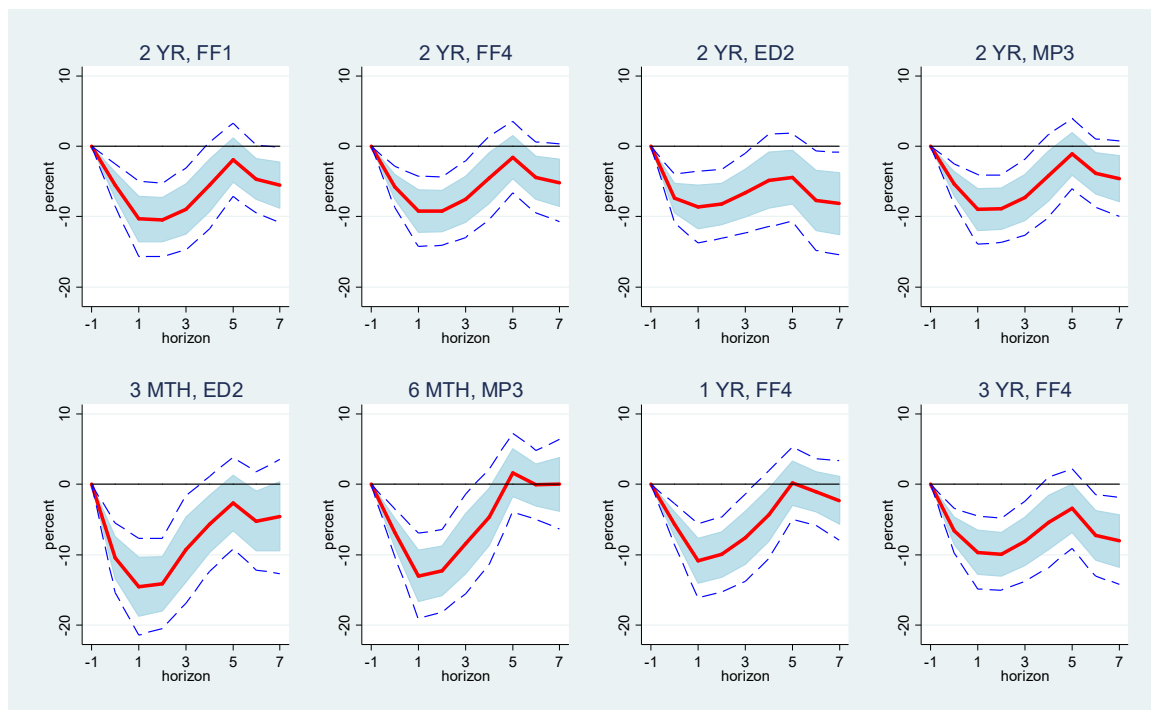 2 YR, FF1
percent
10
0
-10
-20
-1 1 3 5 7
horizon
2 YR, FF4
percent
10
0
-10
-20
-1 1 3 5 7
horizon
2 YR, ED2
percent
10
0
-10
-20
-1 1 3 5 7
horizon
2 YR, MP3
percent
10
0
-10
-20
-1 1 3 5 7
horizon
3 MTH, ED2
percent
10
0
-10
-20
-1 1 3 5 7
horizon
6 MTH, MP3
percent
10
0
-10
-20
-1 1 3 5 7
horizon
1 YR, FF4
percent
10
0
-10
-20
-1 1 3 5 7
horizon
3 YR, FF4
percent
10
0
-10
-20
-1 1 3 5 7
horizon